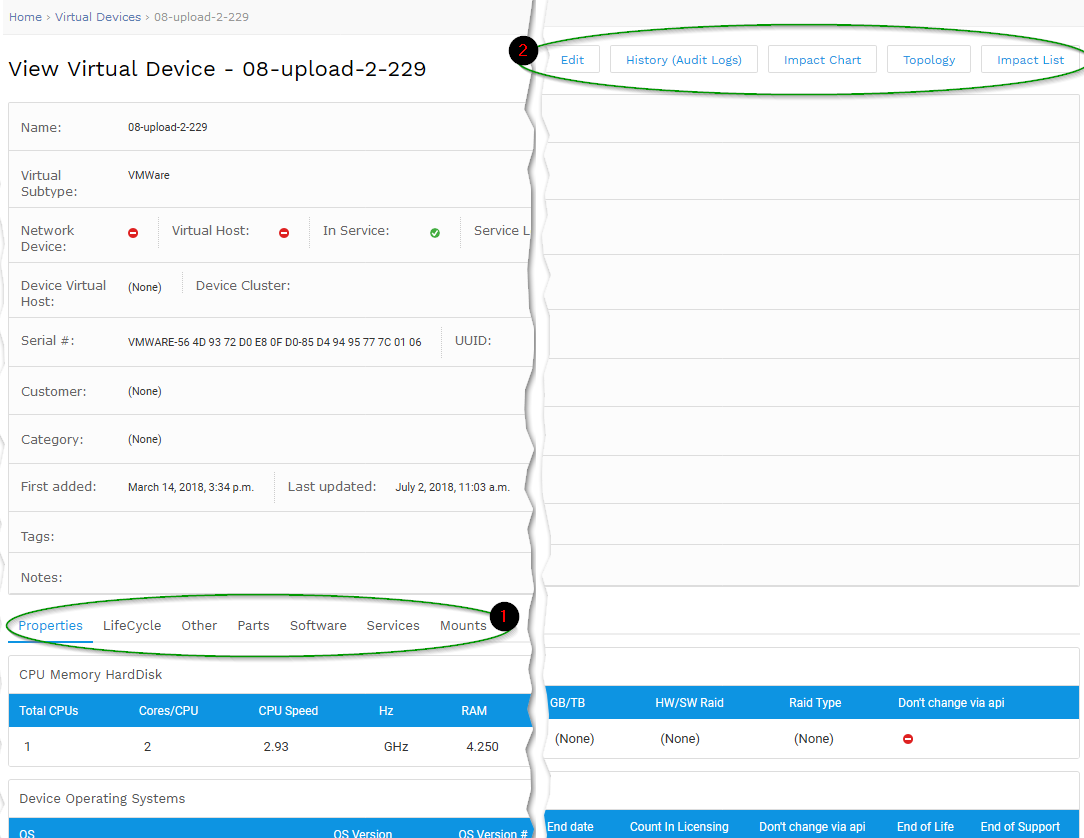 Home › Virtual Devices › 08-upload-2-229
2
Edit
History (Audit Logs)
Impact Chart
Topology
Impact List
View Virtual Device - 08-upload-2-229
Name: 08-upload-2-229
Virtual Subtype: VMWare
Network Device: Virtual Host: In Service: Service L
Device Virtual Host: (None) Device Cluster:
Serial #: VMWARE-56 4D 93 72 D0 E8 0F D0-85 D4 94 95 77 7C 01 06 UUID:
Customer: (None)
Category: (None)
First added: March 14, 2018, 3:34 p.m. Last updated: July 2, 2018, 11:03 a.m.
Tags:
Notes:
1
Properties LifeCycle Other Parts Software Services Mounts
CPU Memory HardDisk
Total CPUs Cores/CPU CPU Speed Hz RAM GB/TB HW/SW Raid Raid Type Don't change via api
1 2 2.93 GHz 4.250 (None) (None) (None)
Device Operating Systems
OS OS Version OS Version # End date Count In Licensing Don't change via api End of Life End of Support